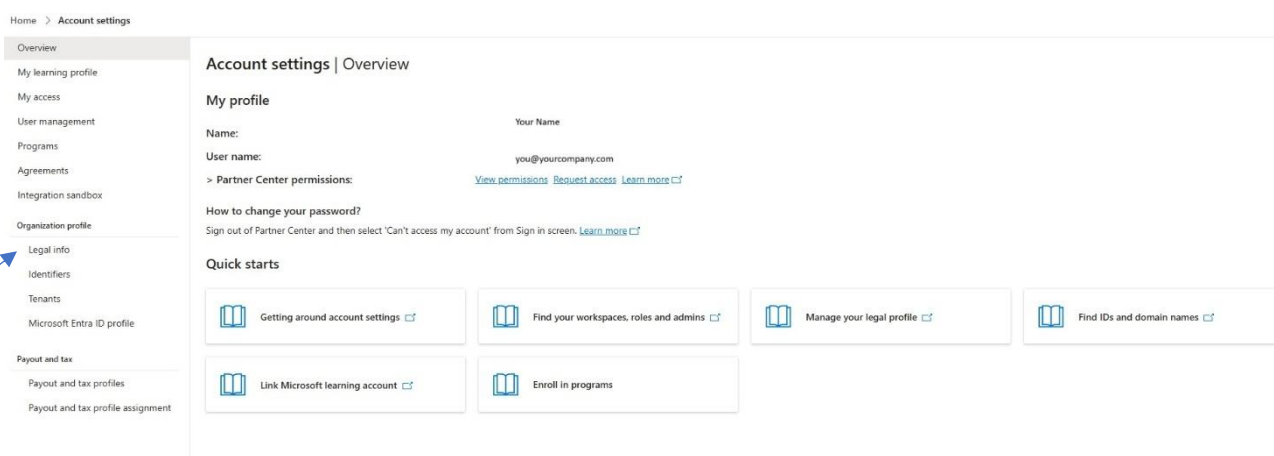 Home > Account settings
Overview
My learning profile
My access
User management
Programs
Agreements
Integration sandbox
Organization profile
Legal info
Identifiers
Tenants
Microsoft Entra ID profile
Payout and tax
Payout and tax profiles
Payout and tax profile assignment
Account settings | Overview
My profile
Name: Your Name
User name: you@yourcompany.com
> Partner Center permissions: View permissions Request access Learn more
How to change your password?
Sign out of Partner Center and then select 'Can't access my account' from Sign in screen. Learn more
Quick starts
Getting around account settings
Find your workspaces, roles and admins
Manage your legal profile
Find IDs and domain names
Link Microsoft learning account
Enroll in programs